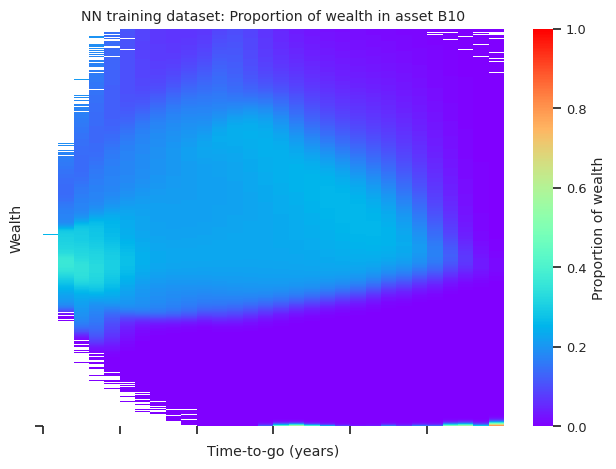 NN training dataset: Proportion of wealth in asset B10
Wealth
Time-to-go (years)
1.0
0.8
0.6
0.4
0.2
0.0
Proportion of wealth